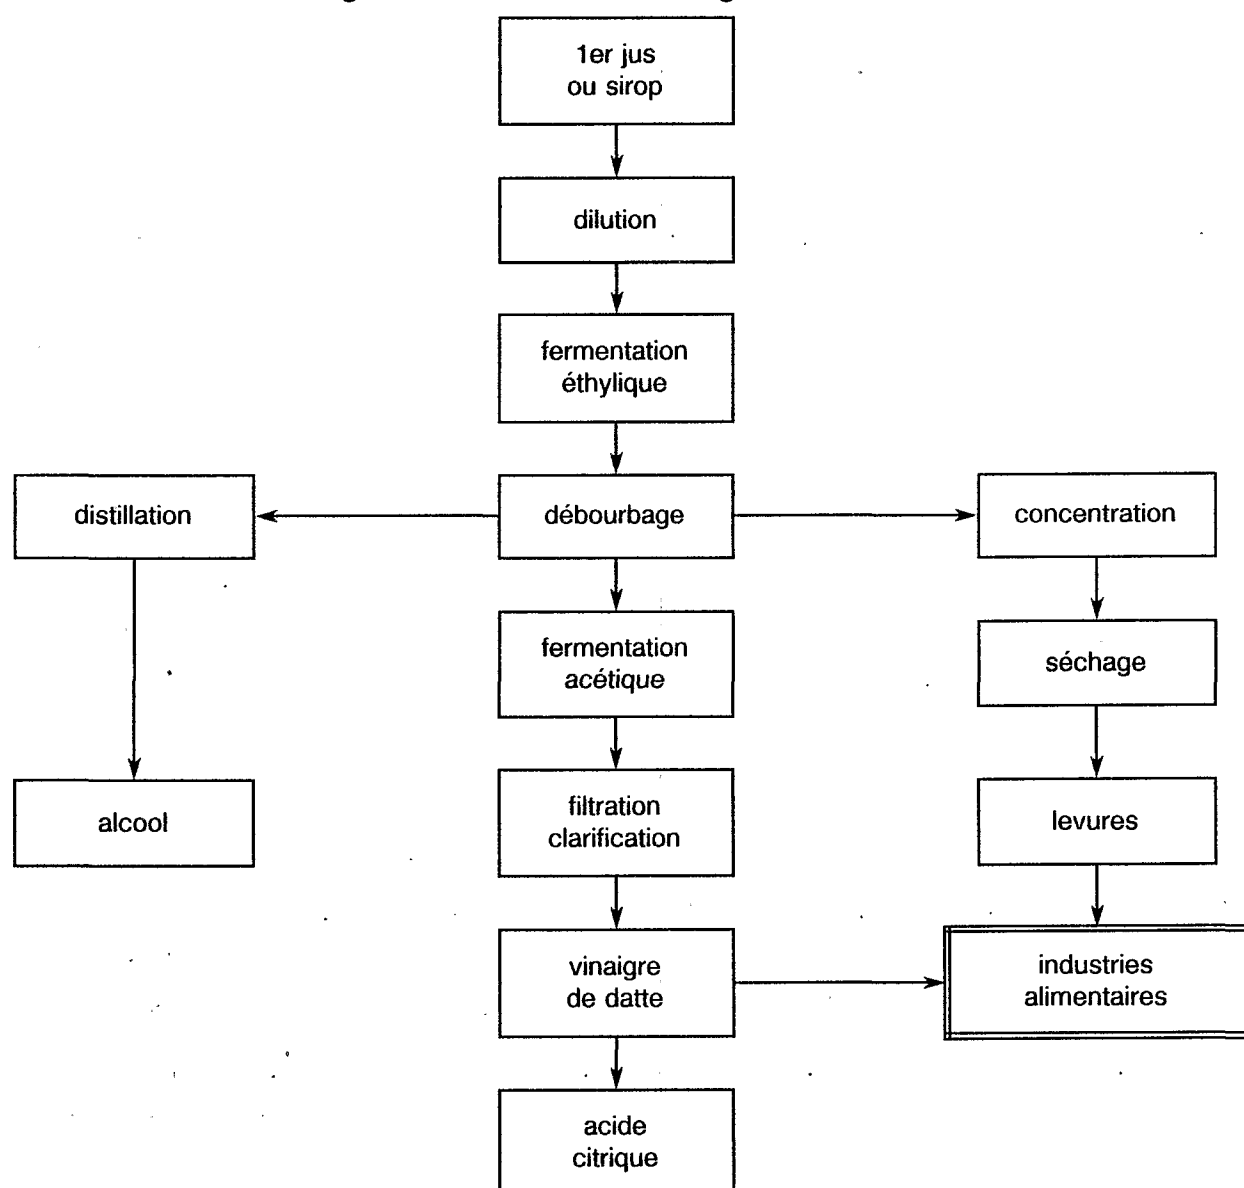 1er jus
ou sirop
dilution
fermentation
éthylique
distillation
débourbage
concentration
fermentation
acétique
séchage
alcool
filtration
clarification
levures
vinaigre
de datte
industries
alimentaires
acide
citrique